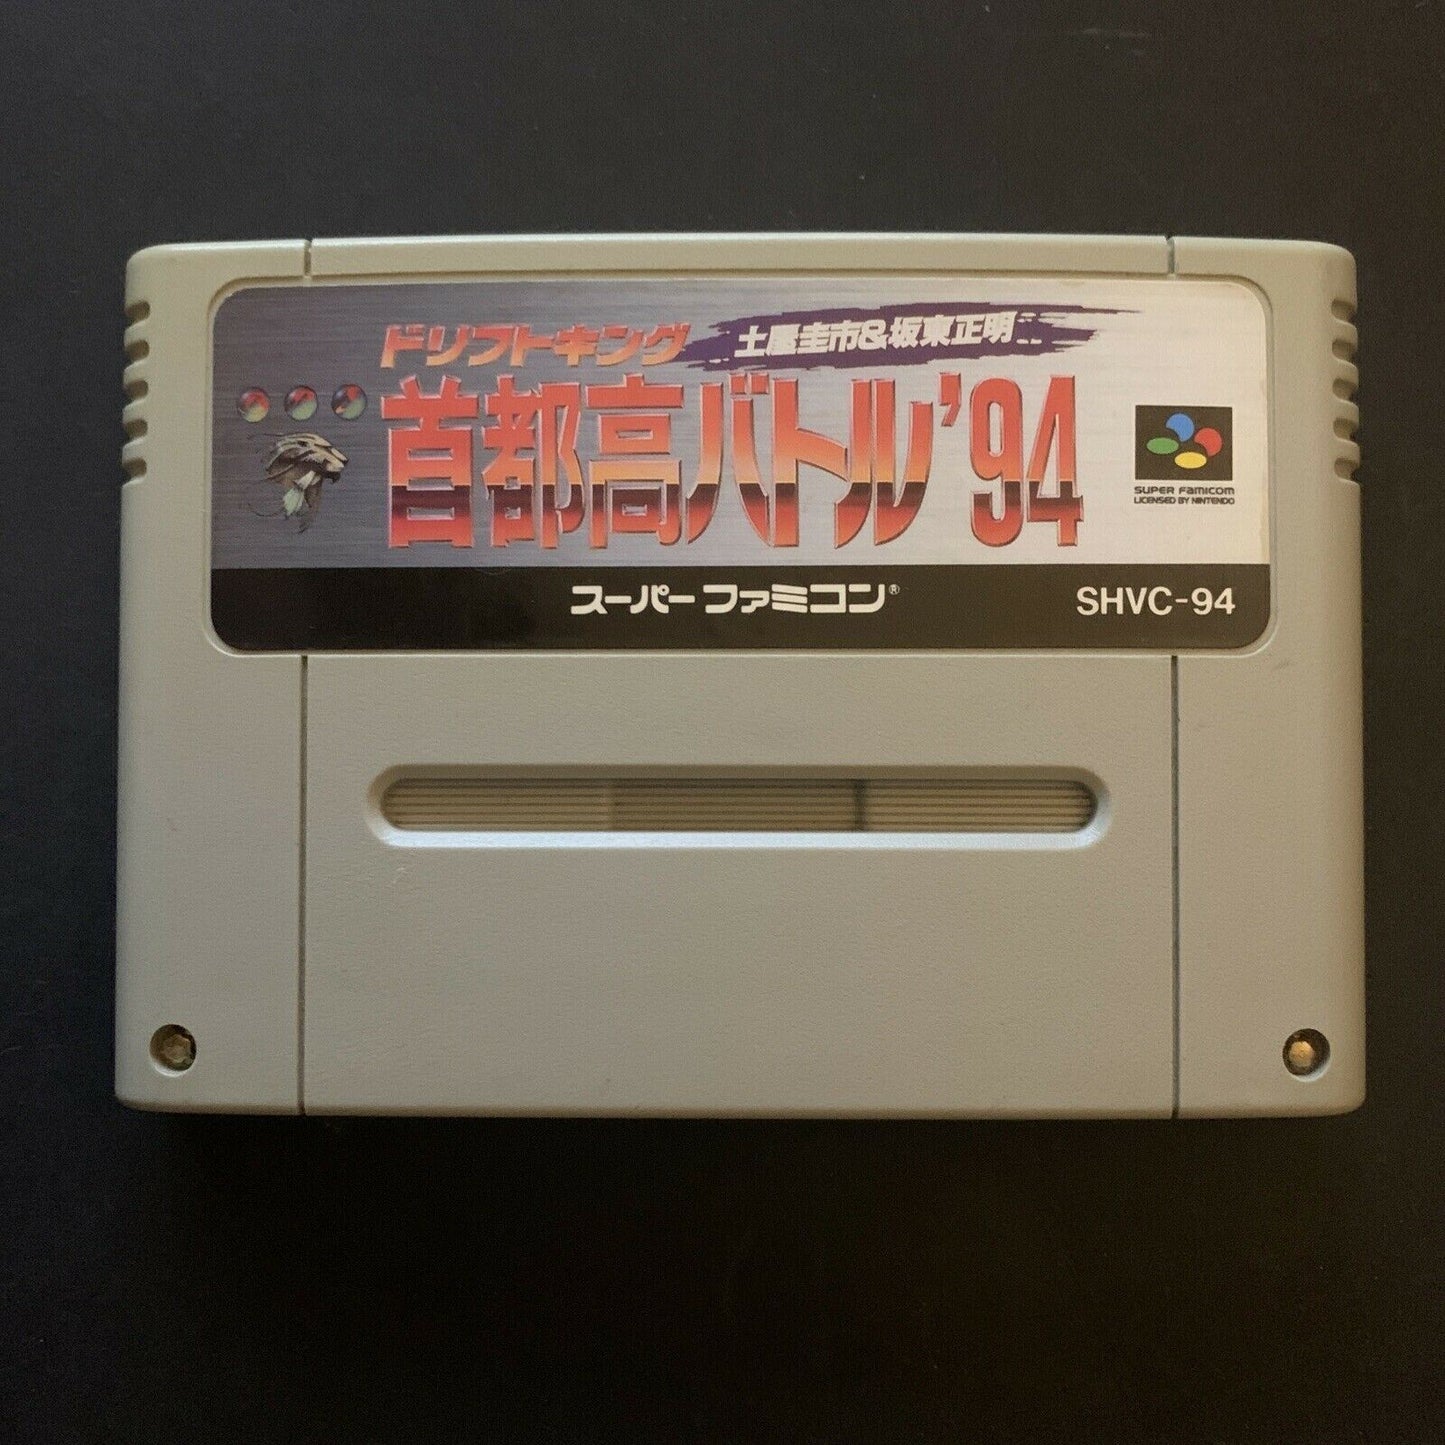 ドリフトキング 土屋圭市&坂東正明
首都高バトル'94
SUPER FAMICOM
LICENSED BY NINTENDO
スーパーファミコン® SHVC-94